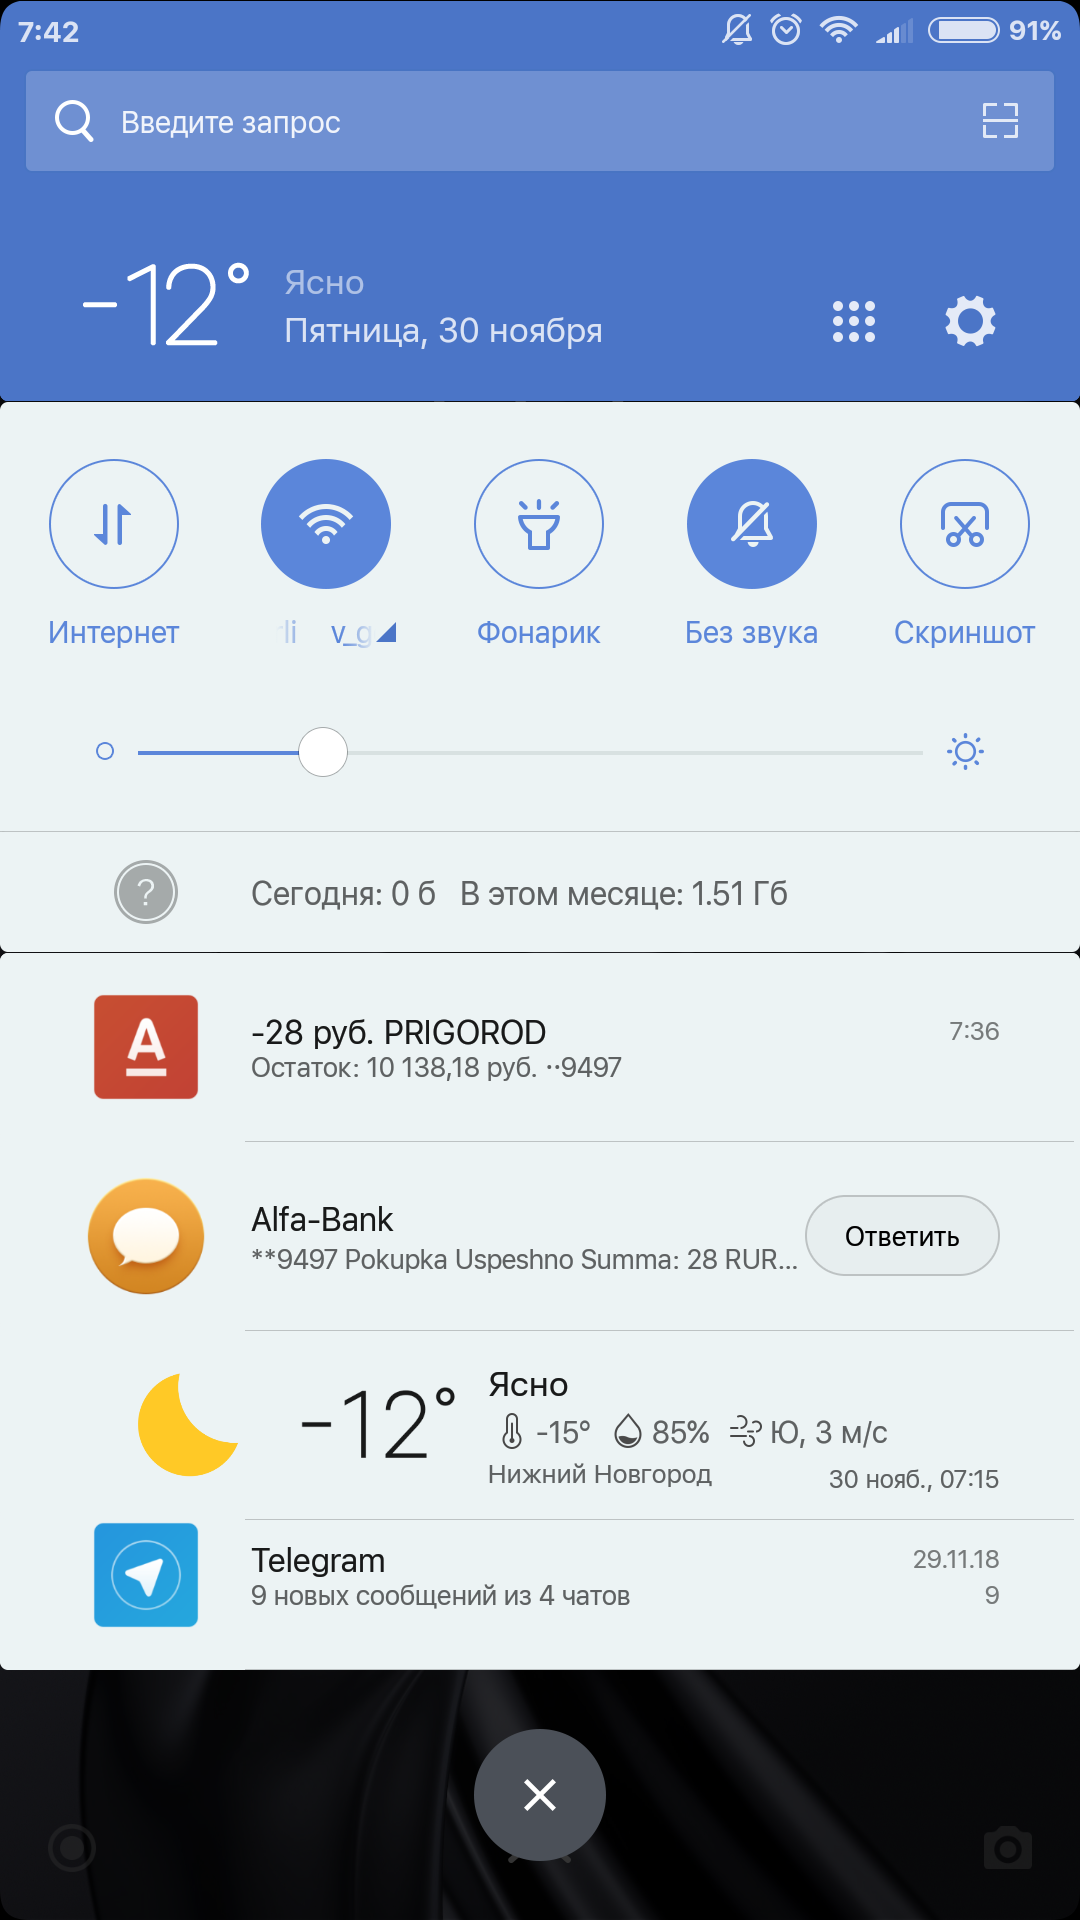 7:42 91%
Введите запрос
-12°
Ясно
Пятница, 30 ноября
Интернет
Фонарик
Без звука
Скриншот
? Сегодня: 0 б В этом месяце: 1.51 Гб
-28 руб. PRIGOROD 7:36
Остаток: 10 138,18 руб. ··9497
Alfa-Bank
**9497 Pokupka Uspeshno Summa: 28 RUR...
Ответить
-12°
Ясно
-15° 85% Ю, 3 м/с
Нижний Новгород 30 нояб., 07:15
Telegram 29.11.18
9 новых сообщений из 4 чатов 9